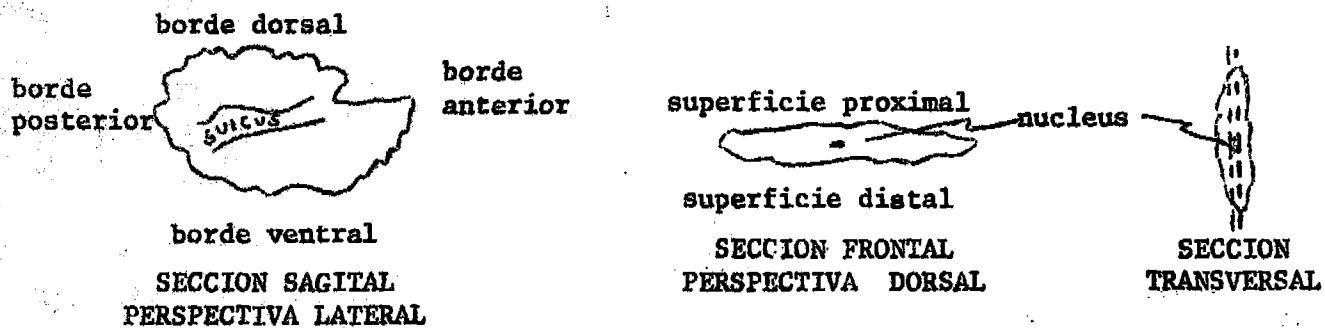 borde dorsal
borde
posterior
borde
anterior
sulcus
borde ventral
SECCION SAGITAL
PERSPECTIVA LATERAL
superficie proximal
nucleus
superficie distal
SECCION FRONTAL
PERSPECTIVA DORSAL
SECCION
TRANSVERSAL